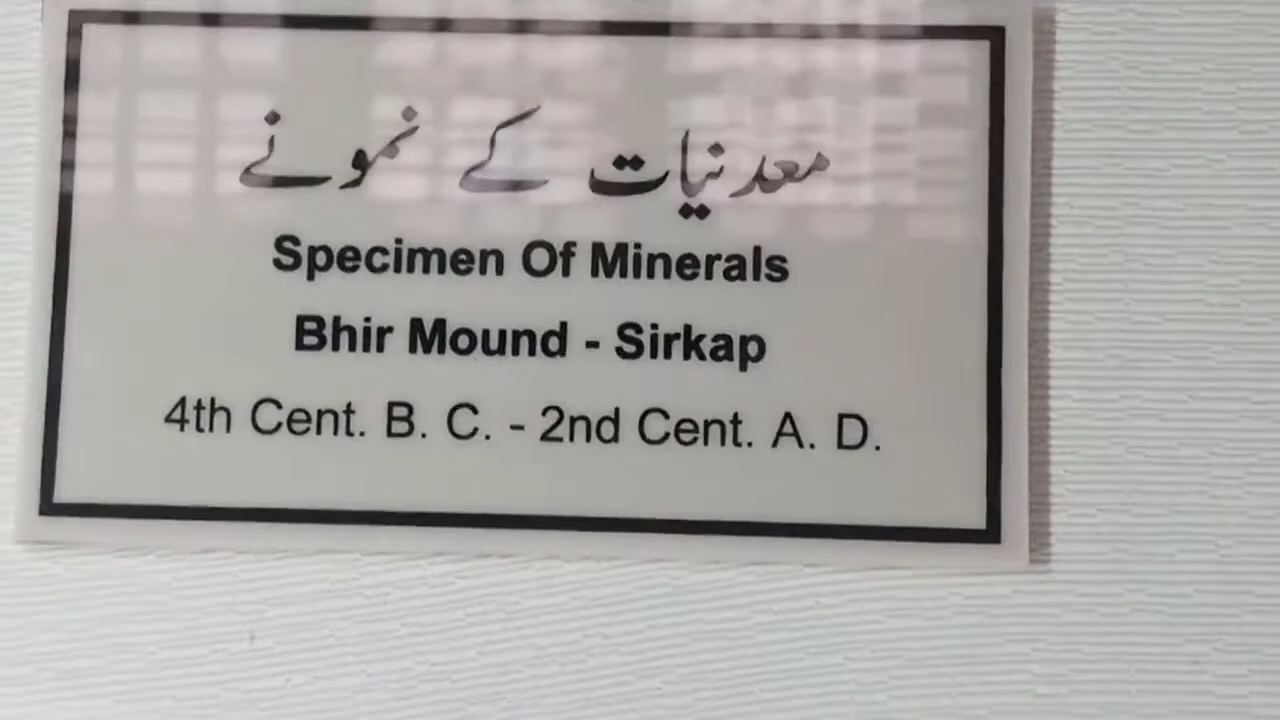 معدنیات کے نمونے
Specimen Of Minerals
Bhir Mound - Sirkap
4th Cent. B. C. - 2nd Cent. A. D.